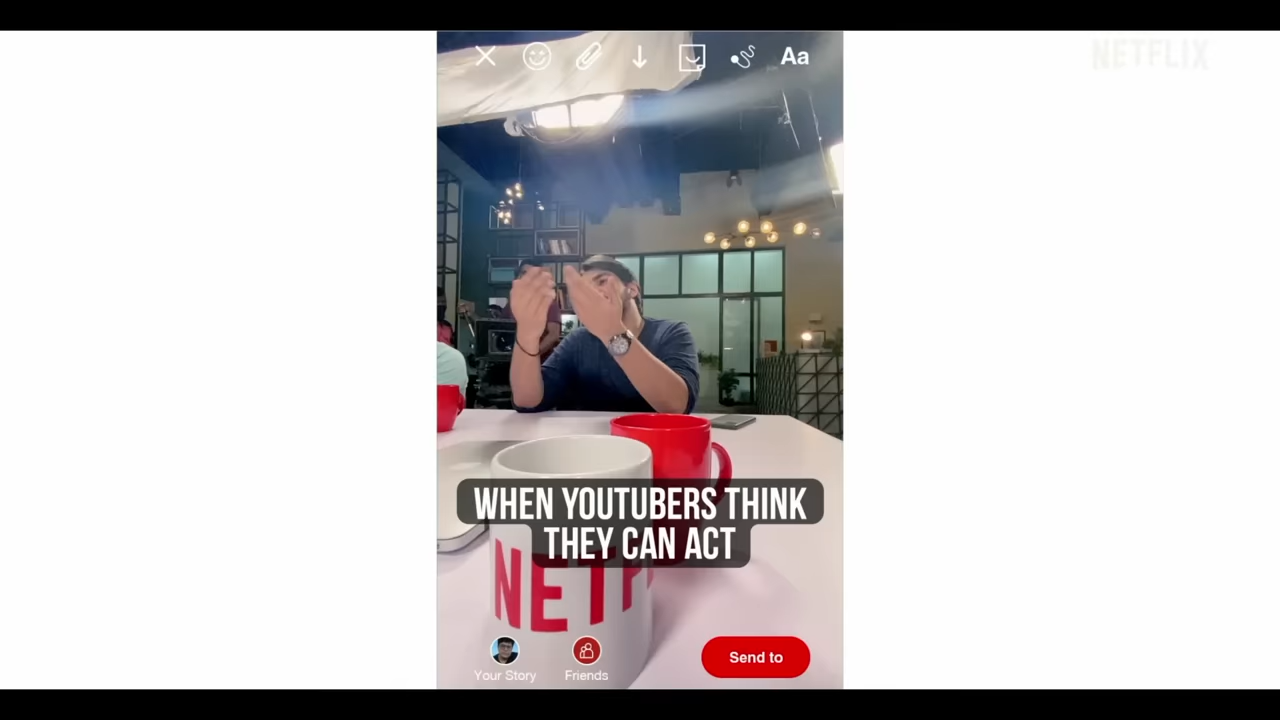 Aa
NETFLIX
WHEN YOUTUBERS THINK
THEY CAN ACT
NETF
Your Story
Friends
Send to